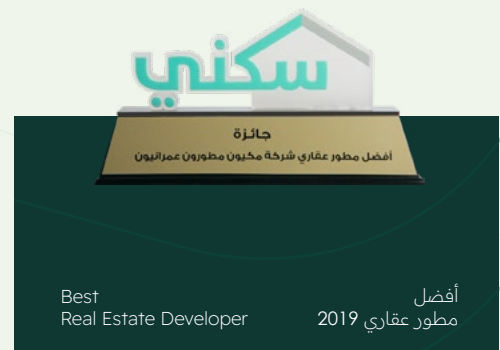 سكني
جائزة
أفضل مطور عقاري شركة مكيون مطورون عمرانيون
Best
Real Estate Developer
أفضل
مطور عقاري 2019